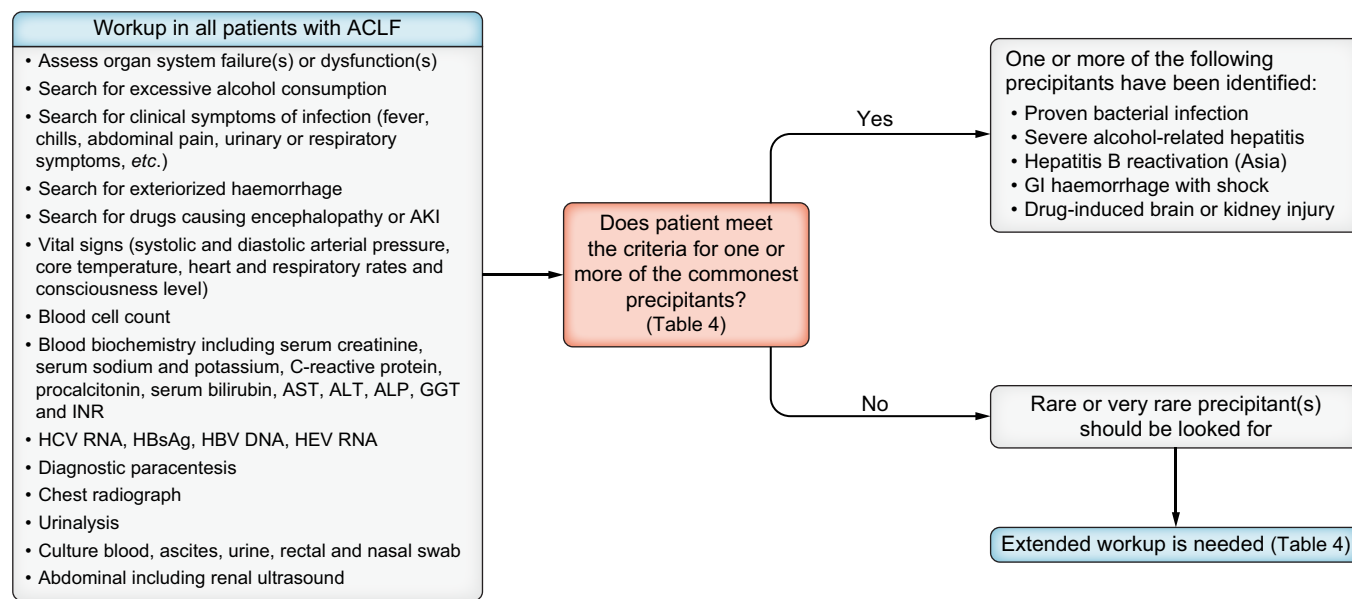 Workup in all patients with ACLF
• Assess organ system failure(s) or dysfunction(s)
• Search for excessive alcohol consumption
• Search for clinical symptoms of infection (fever,
chills, abdominal pain, urinary or respiratory
symptoms, etc.)
• Search for exteriorized haemorrhage
• Search for drugs causing encephalopathy or AKI
• Vital signs (systolic and diastolic arterial pressure,
core temperature, heart and respiratory rates and
consciousness level)
• Blood cell count
• Blood biochemistry including serum creatinine,
serum sodium and potassium, C-reactive protein,
procalcitonin, serum bilirubin, AST, ALT, ALP, GGT
and INR
• HCV RNA, HBsAg, HBV DNA, HEV RNA
• Diagnostic paracentesis
• Chest radiograph
• Urinalysis
• Culture blood, ascites, urine, rectal and nasal swab
• Abdominal including renal ultrasound
Does patient meet
the criteria for one or
more of the commonest
precipitants?
(Table 4)
Yes
One or more of the following
precipitants have been identified:
• Proven bacterial infection
• Severe alcohol-related hepatitis
• Hepatitis B reactivation (Asia)
• GI haemorrhage with shock
• Drug-induced brain or kidney injury
No
Rare or very rare precipitant(s)
should be looked for
Extended workup is needed (Table 4)